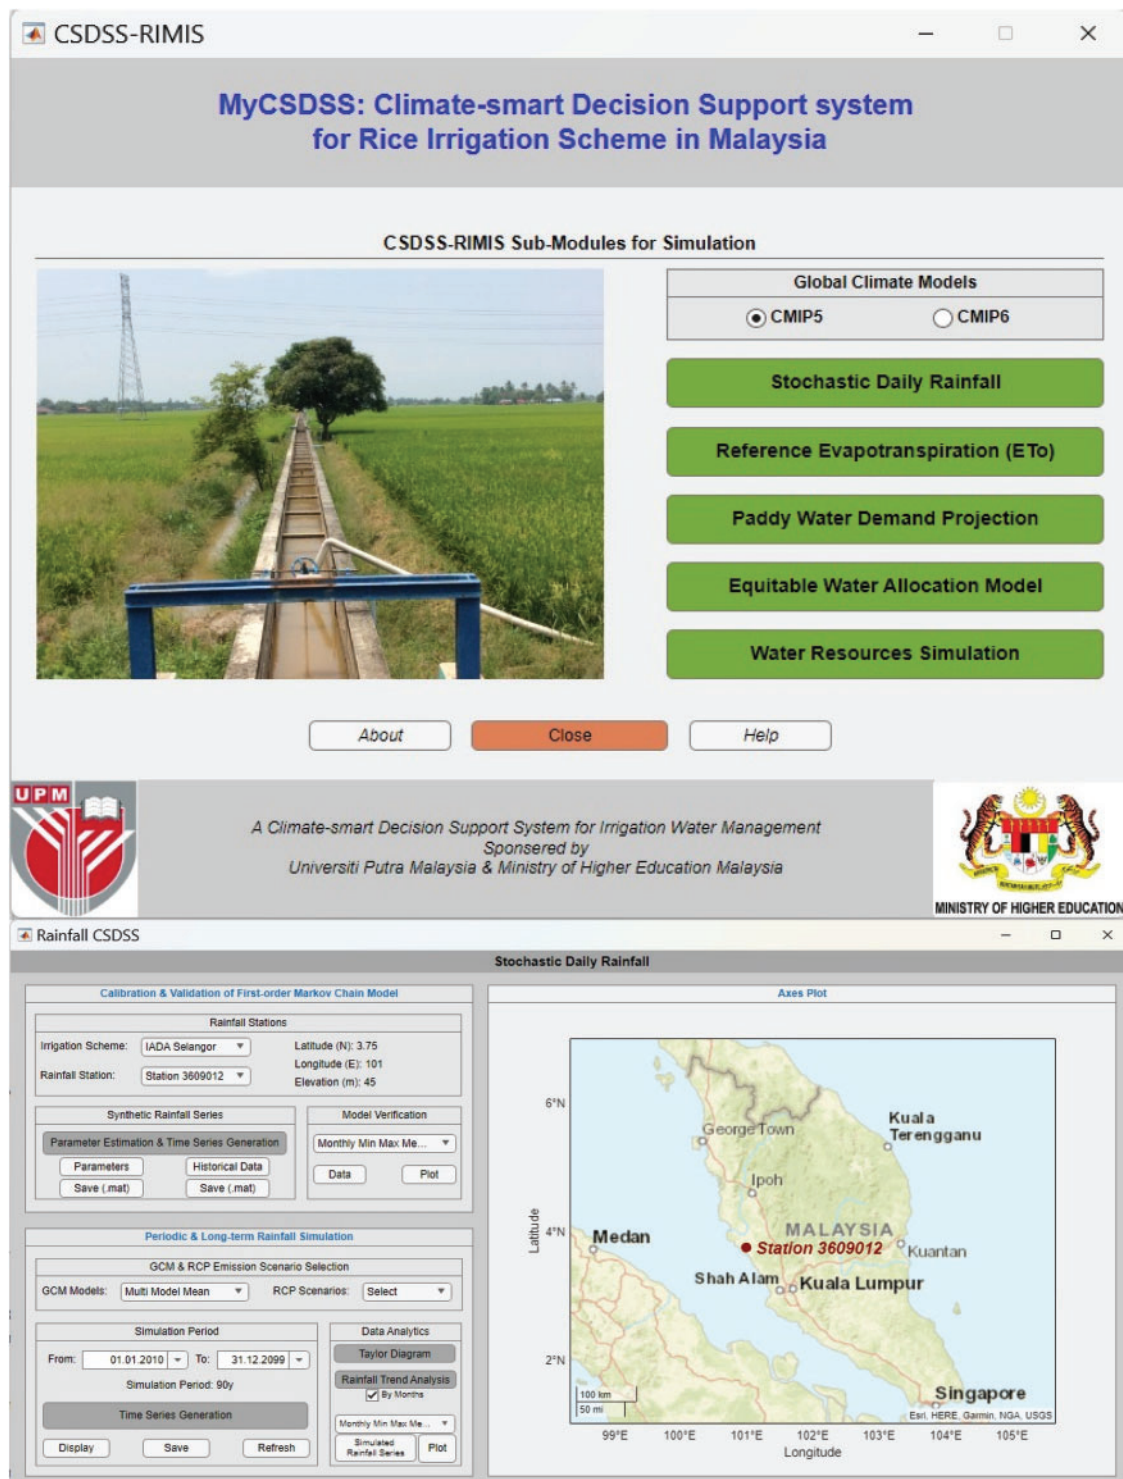 CSDSS-RIMIS
MyCSDSS: Climate-smart Decision Support system
for Rice Irrigation Scheme in Malaysia
CSDSS-RIMIS Sub-Modules for Simulation
Global Climate Models
CMIP5 CMIP6
Stochastic Daily Rainfall
Reference Evapotranspiration (ETo)
Paddy Water Demand Projection
Equitable Water Allocation Model
Water Resources Simulation
About Close Help
UPM
A Climate-smart Decision Support System for Irrigation Water Management
Sponsered by
Universiti Putra Malaysia & Ministry of Higher Education Malaysia
MINISTRY OF HIGHER EDUCATION
Rainfall CSDSS
Stochastic Daily Rainfall
Calibration & Validation of First-order Markov Chain Model
Rainfall Stations
Irrigation Scheme: IADA Selangor
Latitude (N): 3.75
Longitude (E): 101
Rainfall Station: Station 3609012
Elevation (m): 45
Synthetic Rainfall Series
Parameter Estimation & Time Series Generation
Parameters Historical Data
Save (.mat) Save (.mat)
Model Verification
Monthly Min Max Me...
Data Plot
Periodic & Long-term Rainfall Simulation
GCM & RCP Emission Scenario Selection
GCM Models: Multi Model Mean RCP Scenarios: Select
Simulation Period
From: 01.01.2010 To: 31.12.2099
Simulation Period: 90y
Time Series Generation
Display Save Refresh
Data Analytics
Taylor Diagram
Rainfall Trend Analysis
By Months
Monthly Min Max Me...
Simulated
Rainfall Series
Plot
Axes Plot
6°N
4°N
2°N
Latitude
George Town
Kuala
Terengganu
Ipoh
MALAYSIA
Medan
Station 3609012
Kuantan
Shah Alam
Kuala Lumpur
Singapore
100 km
50 mi
Esri, HERE, Garmin, NGA, USGS
99°E 100°E 101°E 102°E 103°E 104°E 105°E
Longitude